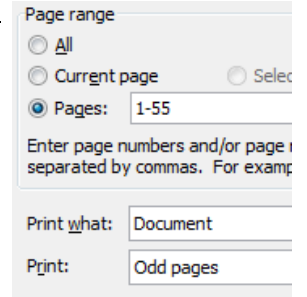 Page range
All
Current page Selec
Pages: 1-55
Enter page numbers and/or page
separated by commas. For examp
Print what: Document
Print: Odd pages